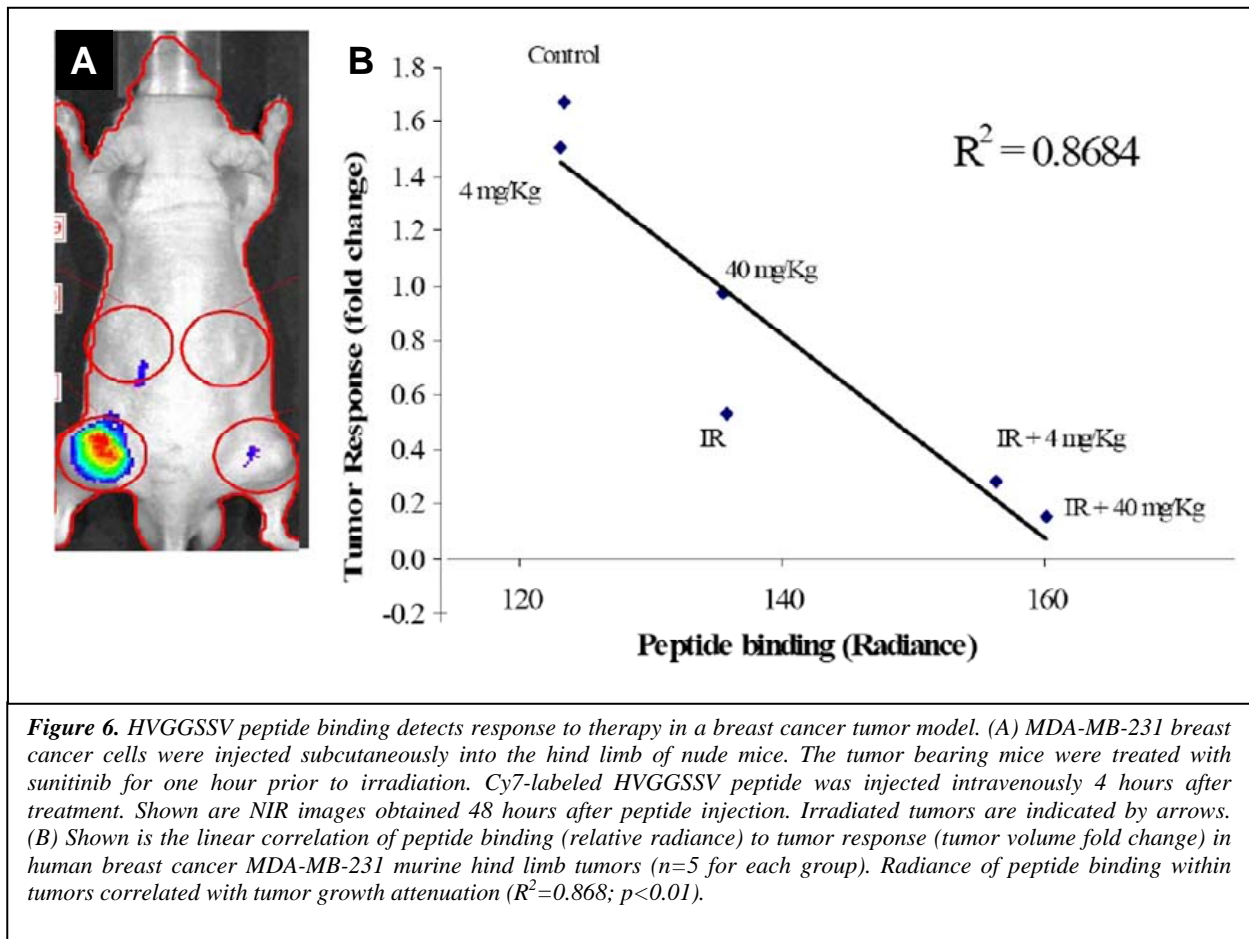 A
B
Control
1.8
1.6
1.4
1.2
1.0
0.8
0.6
0.4
0.2
0.0
-0.2
4 mg/Kg
40 mg/Kg
IR
IR + 4 mg/Kg
IR + 40 mg/Kg
R² = 0.8684
Tumor Response (fold change)
120
140
160
Peptide binding (Radiance)
Figure 6. HVGGSSV peptide binding detects response to therapy in a breast cancer tumor model. (A) MDA-MB-231 breast
cancer cells were injected subcutaneously into the hind limb of nude mice. The tumor bearing mice were treated with
sunitinib for one hour prior to irradiation. Cy7-labeled HVGGSSV peptide was injected intravenously 4 hours after
treatment. Shown are NIR images obtained 48 hours after peptide injection. Irradiated tumors are indicated by arrows.
(B) Shown is the linear correlation of peptide binding (relative radiance) to tumor response (tumor volume fold change) in
human breast cancer MDA-MB-231 murine hind limb tumors (n=5 for each group). Radiance of peptide binding within
tumors correlated with tumor growth attenuation (R²=0.868; p<0.01).